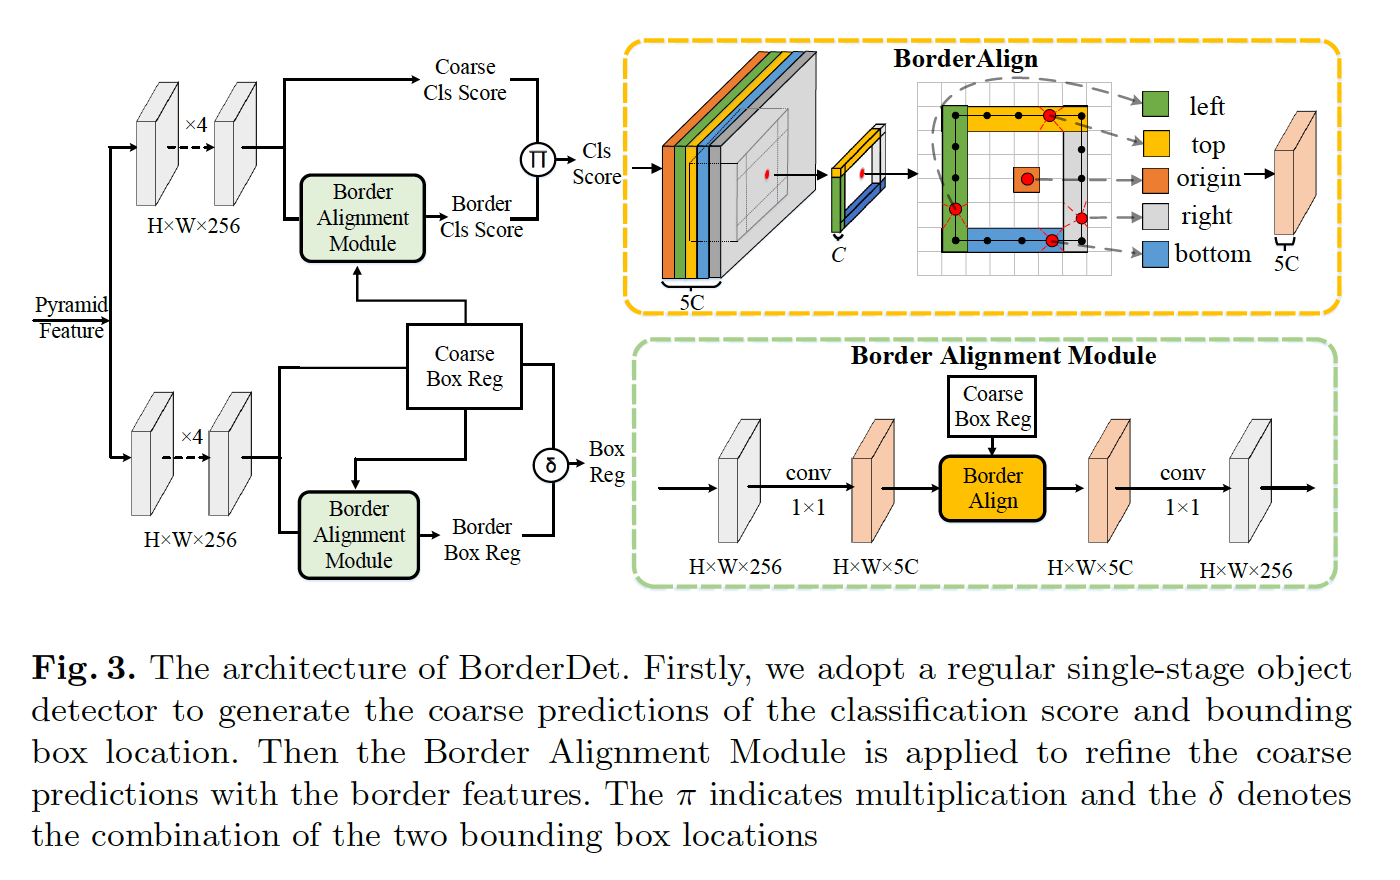 Coarse
Cls Score
×4
H×W×256
Border
Alignment
Module
Border
Cls Score
Π
Cls
Score
Pyramid
Feature
Coarse
Box Reg
×4
H×W×256
Border
Alignment
Module
Border
Box Reg
δ
Box
Reg
BorderAlign
5C
C
left
top
origin
right
bottom
5C
Border Alignment Module
Coarse
Box Reg
conv
1×1
Border
Align
conv
1×1
H×W×256
H×W×5C
H×W×5C
H×W×256
Fig. 3. The architecture of BorderDet. Firstly, we adopt a regular single-stage object
detector to generate the coarse predictions of the classification score and bounding
box location. Then the Border Alignment Module is applied to refine the coarse
predictions with the border features. The π indicates multiplication and the δ denotes
the combination of the two bounding box locations